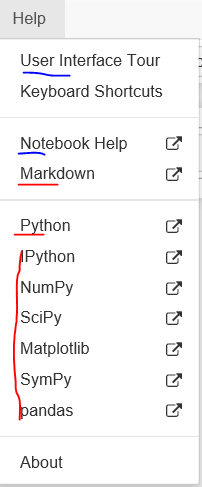 Help
User Interface Tour
Keyboard Shortcuts
Notebook Help
Markdown
Python
IPython
NumPy
SciPy
Matplotlib
SymPy
pandas
About